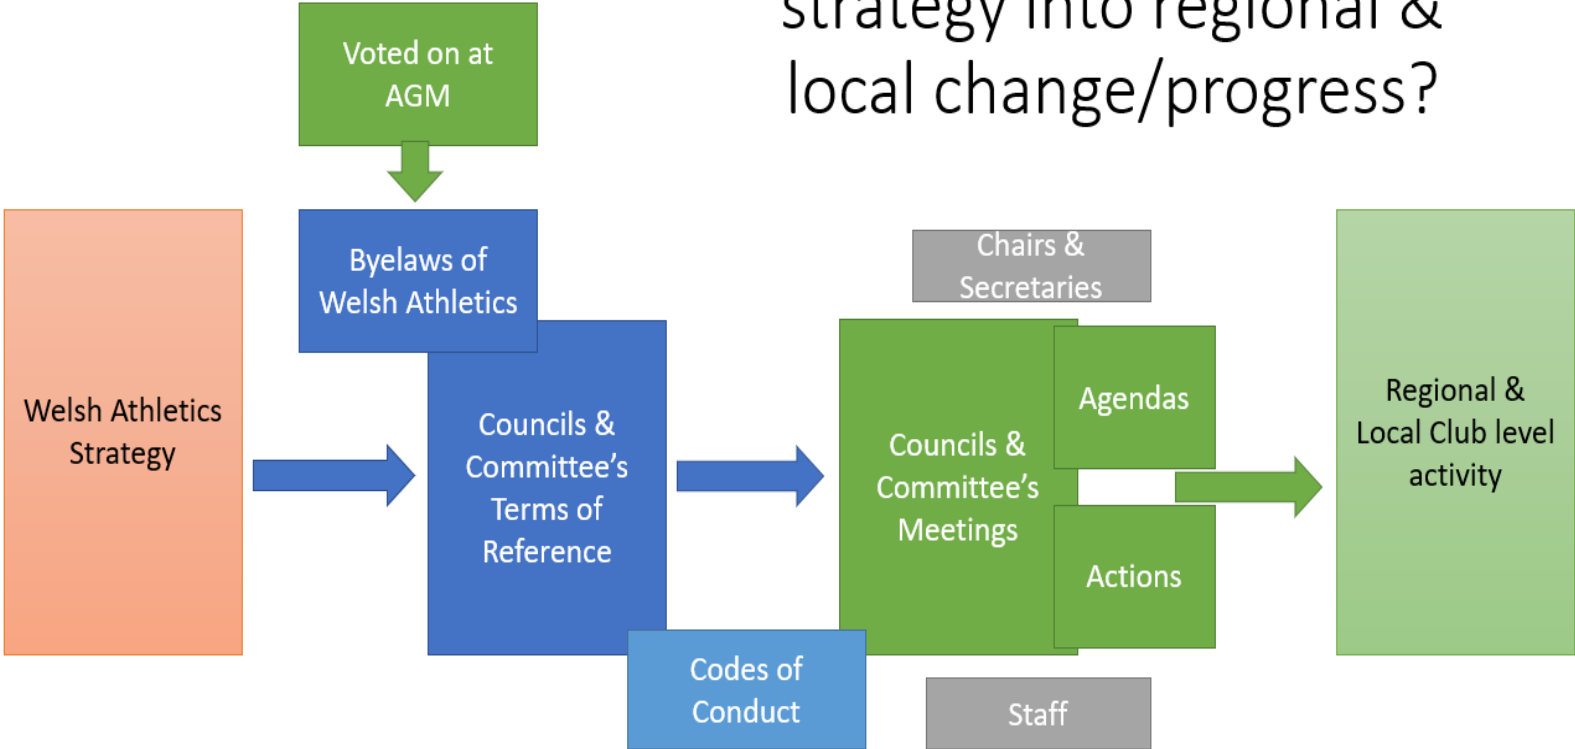 strategy into regional &
local change/progress?
Voted on at
AGM
Byelaws of
Welsh Athletics
Welsh Athletics
Strategy
Councils &
Committee’s
Terms of
Reference
Codes of
Conduct
Chairs &
Secretaries
Councils &
Committee’s
Meetings
Agendas
Actions
Staff
Regional &
Local Club level
activity